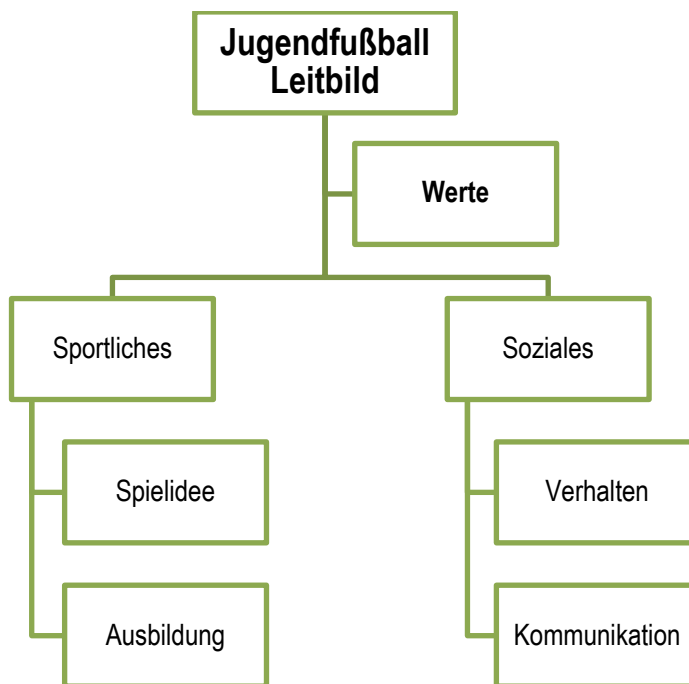 Jugendfußball
Leitbild
Werte
Sportliches
Soziales
Spielidee
Verhalten
Ausbildung
Kommunikation